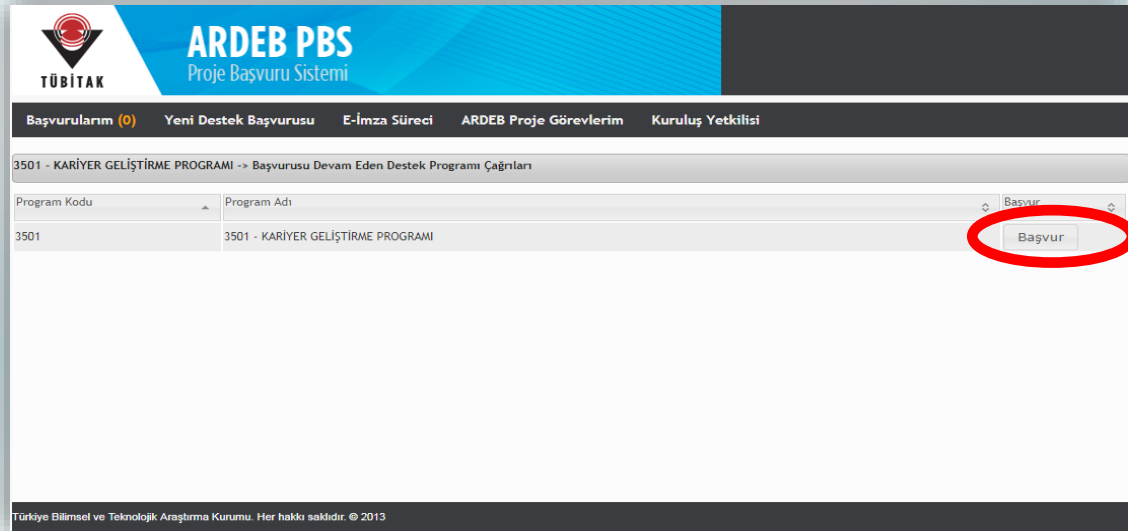 TÜBİTAK
ARDEB PBS
Proje Başvuru Sistemi
Başvurularım (0) Yeni Destek Başvurusu E-İmza Süreci ARDEB Proje Görevlerim Kuruluş Yetkilisi
3501 - KARİYER GELİŞTİRME PROGRAMI -> Başvurusu Devam Eden Destek Programı Çağrıları
Program Kodu Program Adı Başvur
3501 3501 - KARİYER GELİŞTİRME PROGRAMI Başvur
Türkiye Bilimsel ve Teknolojik Araştırma Kurumu. Her hakkı saklıdır. © 2013